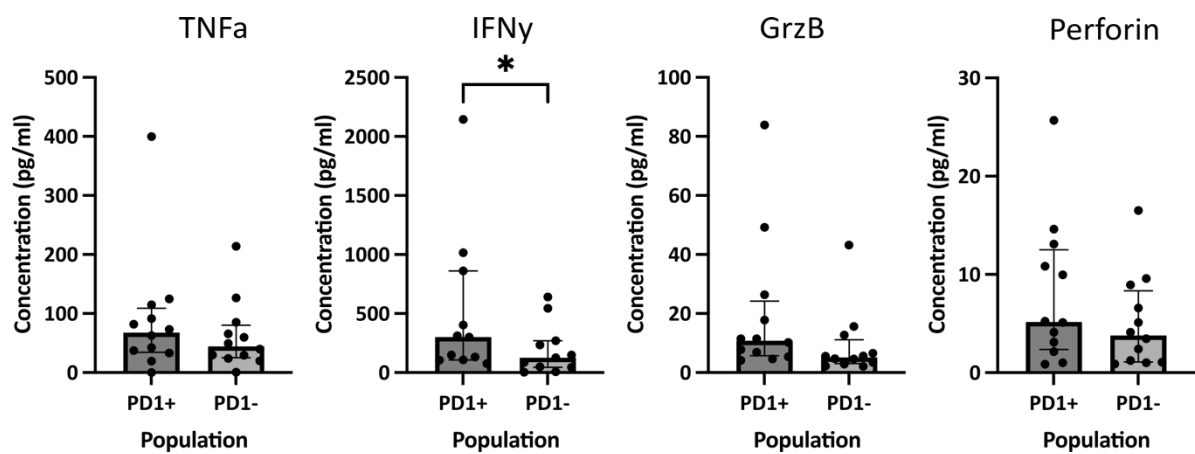 TNFa
IFNy
GrzB
Perforin
*
Concentration (pg/ml)
500
400
300
200
100
0
PD1+ PD1-
Population
Concentration (pg/ml)
2500
2000
1500
1000
500
0
PD1+ PD1-
Population
Concentration (pg/ml)
100
80
60
40
20
0
PD1+ PD1-
Population
Concentration (pg/ml)
30
20
10
0
PD1+ PD1-
Population